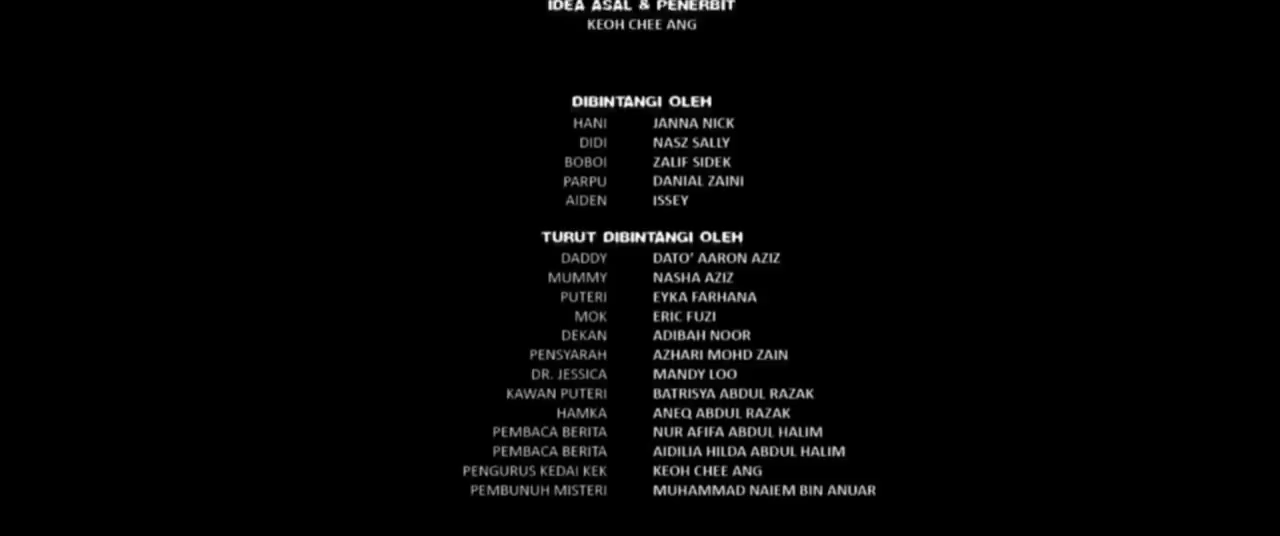 IDEA ASAL & PENERBIT
KEOH CHEE ANG
DIBINTANGI OLEH
HANI JANNA NICK
DIDI NASZ SALLY
BOBOI ZALIF SIDEK
PARPU DANIAL ZAINI
AIDEN ISSEY
TURUT DIBINTANGI OLEH
DADDY DATO' AARON AZIZ
MUMMY NASHA AZIZ
PUTERI EYKA FARHANA
MOK ERIC FUZI
DEKAN ADIBAH NOOR
PENSYARAH AZHARI MOHD ZAIN
DR. JESSICA MANDY LOO
KAWAN PUTERI BATRISYA ABDUL RAZAK
HAMKA ANEQ ABDUL RAZAK
PEMBACA BERITA NUR AFIFA ABDUL HALIM
PEMBACA BERITA AIDILIA HILDA ABDUL HALIM
PENGURUS KEDAI KEK KEOH CHEE ANG
PEMBUNUH MISTERI MUHAMMAD NAIEM BIN ANUAR